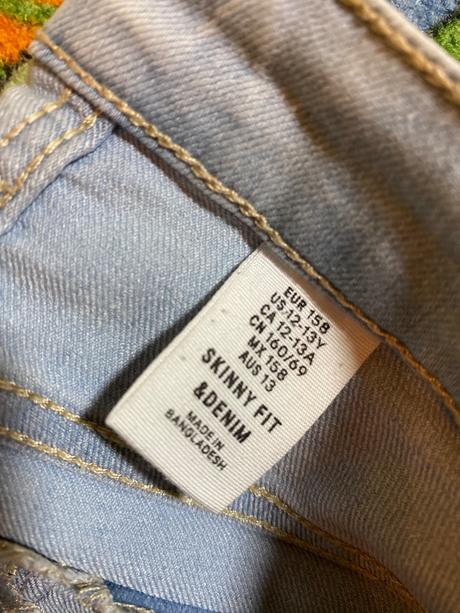 EUR 158
US 12-13Y
CA 12-13A
CN 160/69
MX 158
AUS 13
SKINNY FIT
&DENIM
MADE IN
BANGLADESH